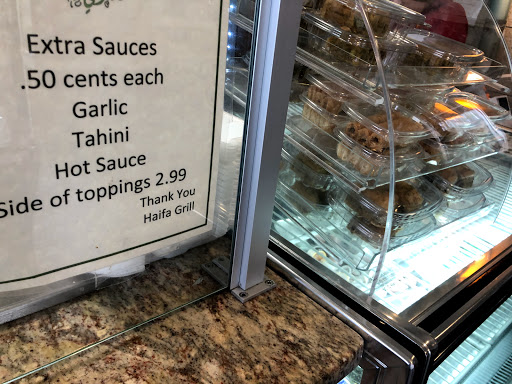 Extra Sauces
.50 cents each
Garlic
Tahini
Hot Sauce
Side of toppings 2.99
Thank You
Haifa Grill